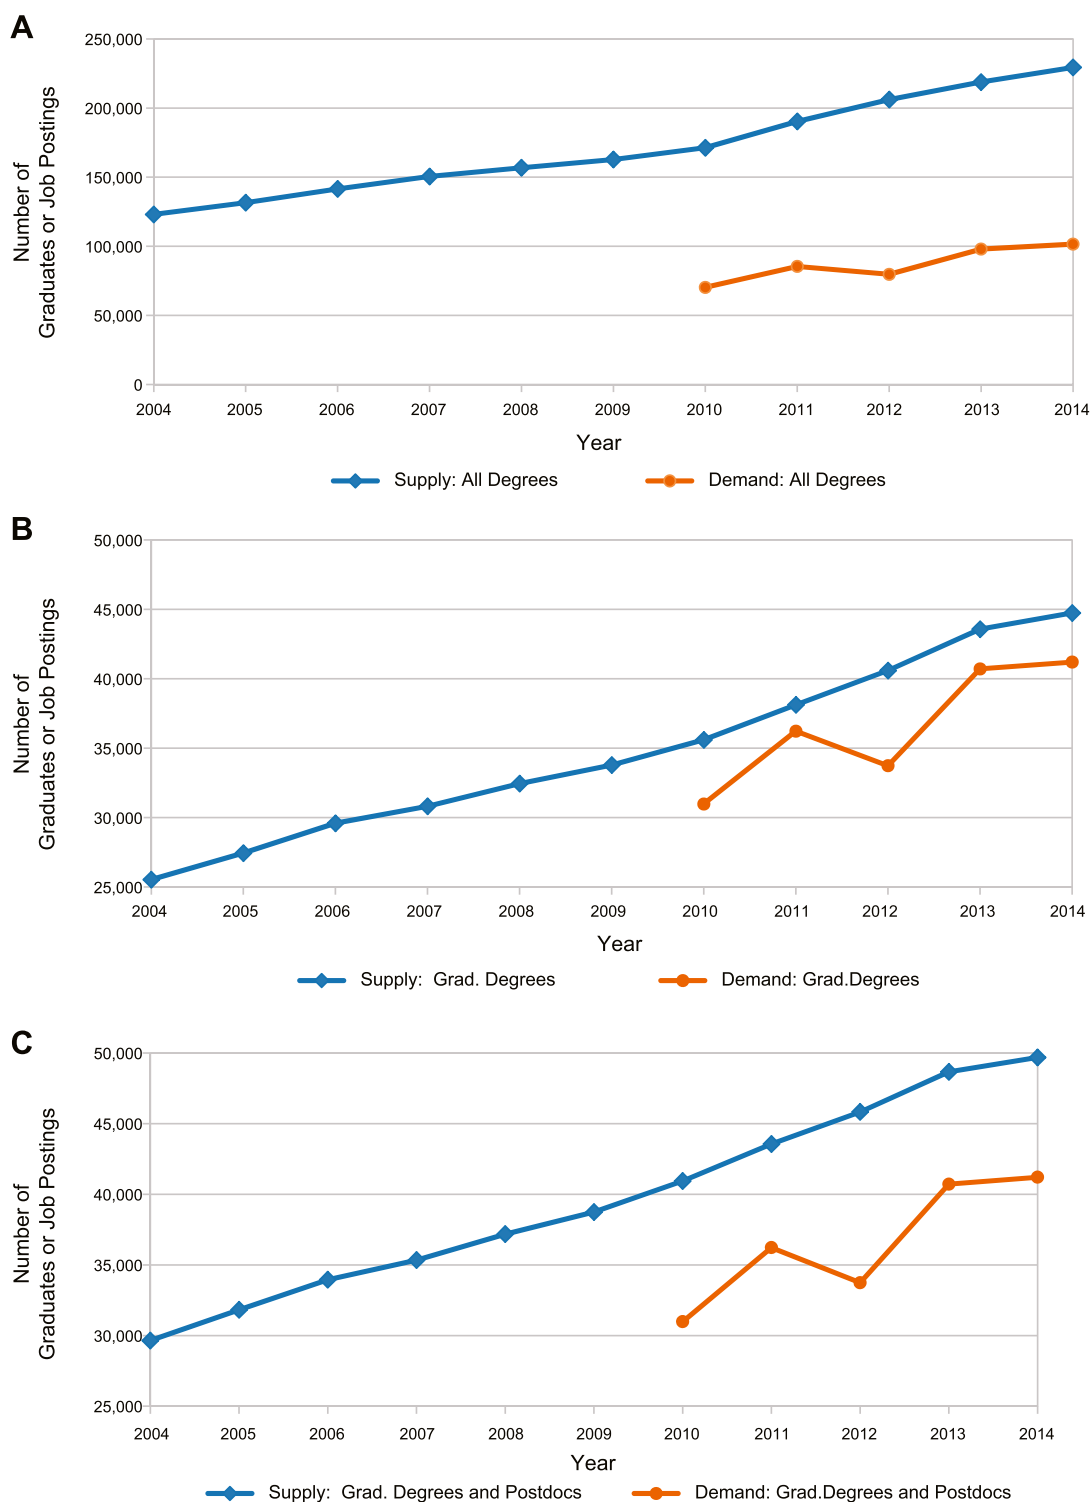 A
250,000
200,000
150,000
100,000
50,000
0
Number of
Graduates or Job Postings
2004 2005 2006 2007 2008 2009 2010 2011 2012 2013 2014
Year
Supply: All Degrees Demand: All Degrees
B
50,000
45,000
40,000
35,000
30,000
25,000
Number of
Graduates or Job Postings
2004 2005 2006 2007 2008 2009 2010 2011 2012 2013 2014
Year
Supply: Grad. Degrees Demand: Grad.Degrees
C
50,000
45,000
40,000
35,000
30,000
25,000
Number of
Graduates or Job Postings
2004 2005 2006 2007 2008 2009 2010 2011 2012 2013 2014
Year
Supply: Grad. Degrees and Postdocs Demand: Grad.Degrees and Postdocs